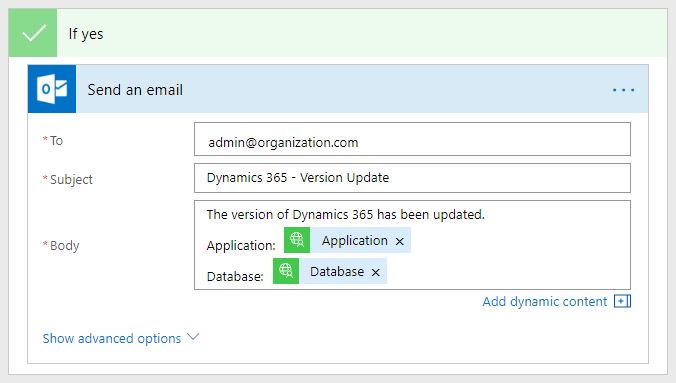 If yes
Send an email
* To
admin@organization.com
* Subject
Dynamics 365 - Version Update
* Body
The version of Dynamics 365 has been updated.
Application: Application ×
Database: Database ×
Add dynamic content
Show advanced options